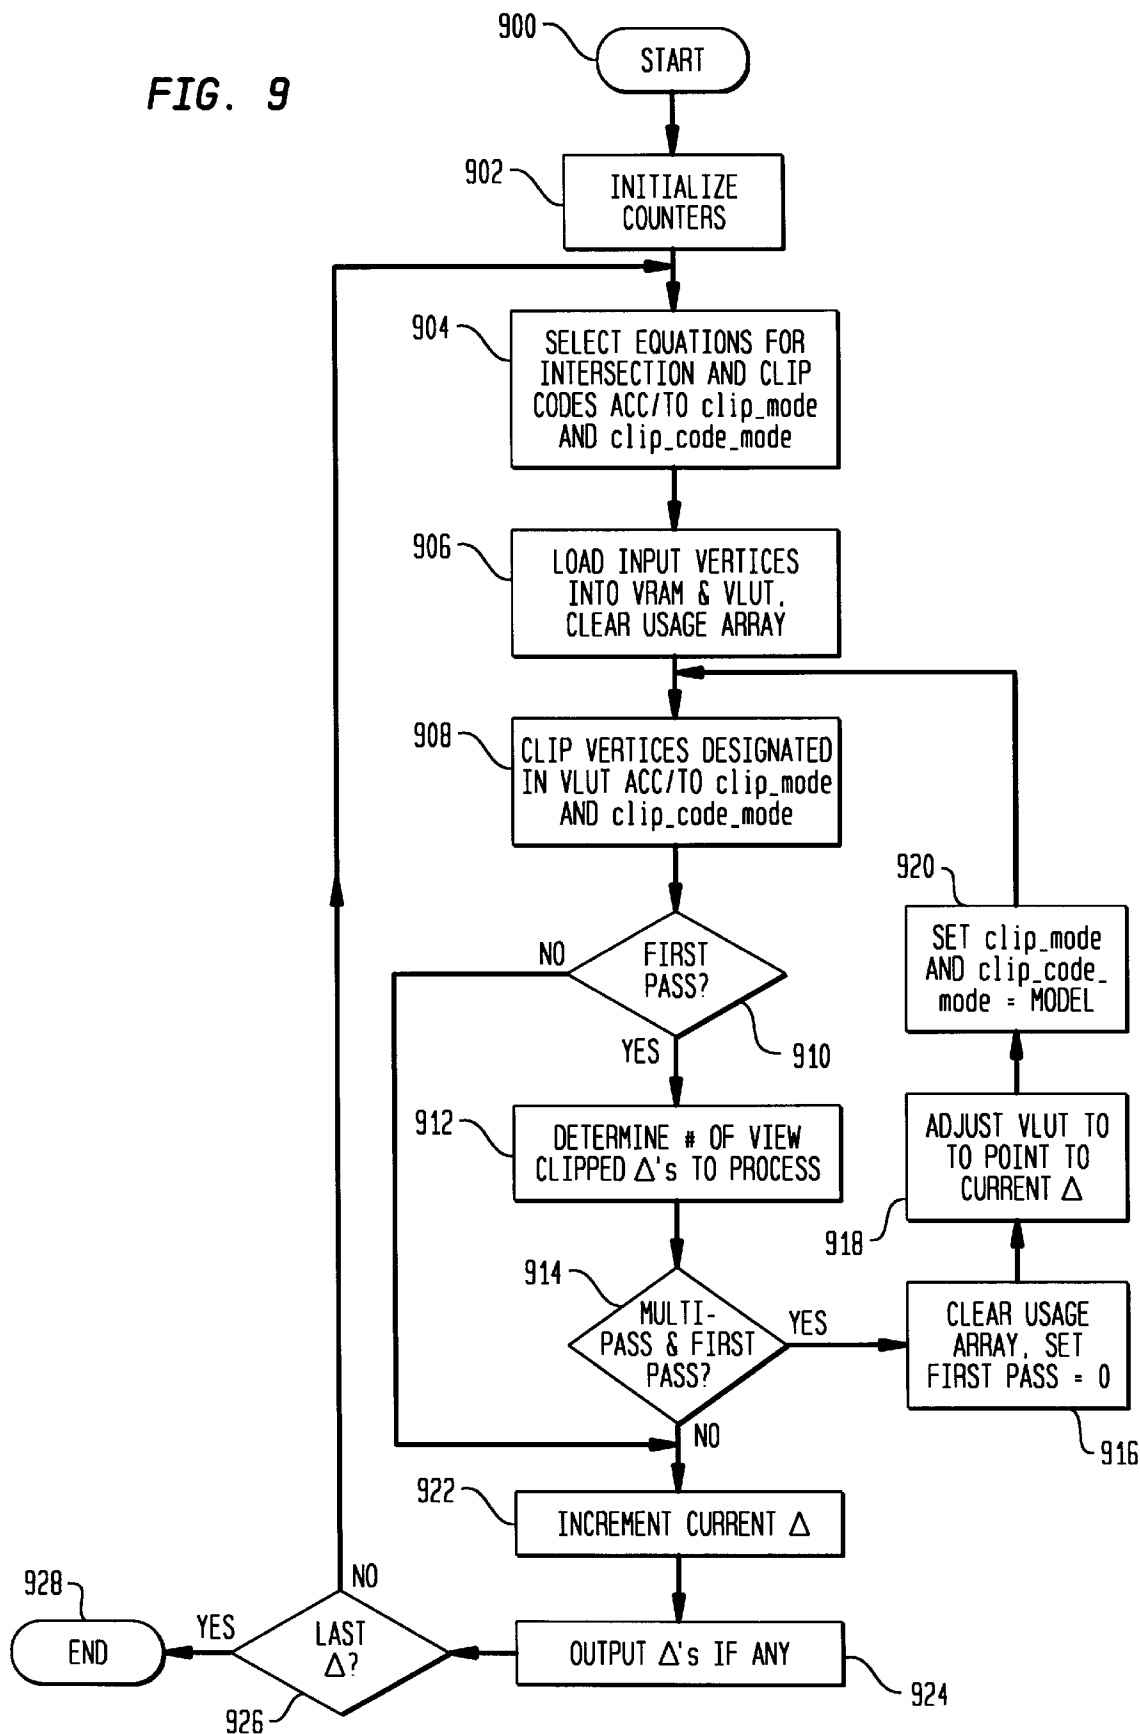 FIG. 9
900
START
902
INITIALIZE
COUNTERS
904
SELECT EQUATIONS FOR
INTERSECTION AND CLIP
CODES ACC/TO clip_mode
AND clip_code_mode
906
LOAD INPUT VERTICES
INTO VRAM & VLUT,
CLEAR USAGE ARRAY
908
CLIP VERTICES DESIGNATED
IN VLUT ACC/TO clip_mode
AND clip_code_mode
NO
FIRST
PASS?
910
YES
912
DETERMINE # OF VIEW
CLIPPED Δ's TO PROCESS
914
MULTI-
PASS & FIRST
PASS?
YES
NO
CLEAR USAGE
ARRAY, SET
FIRST PASS = 0
916
ADJUST VLUT TO
TO POINT TO
CURRENT Δ
918
920
SET clip_mode
AND clip_code_
mode = MODEL
922
INCREMENT CURRENT Δ
OUTPUT Δ's IF ANY
924
LAST
Δ?
926
NO
YES
928
END